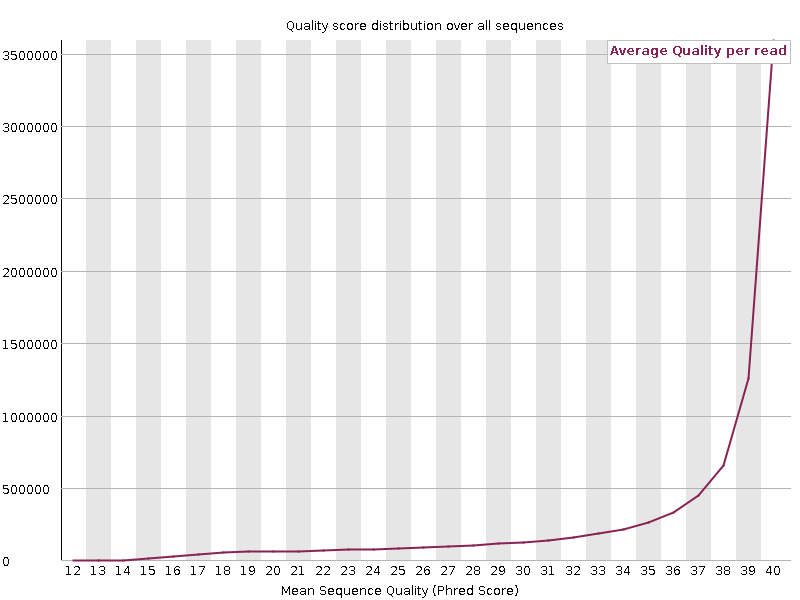 Quality score distribution over all sequences
Average Quality per read
3500000
3000000
2500000
2000000
1500000
1000000
500000
0
12 13 14 15 16 17 18 19 20 21 22 23 24 25 26 27 28 29 30 31 32 33 34 35 36 37 38 39 40
Mean Sequence Quality (Phred Score)